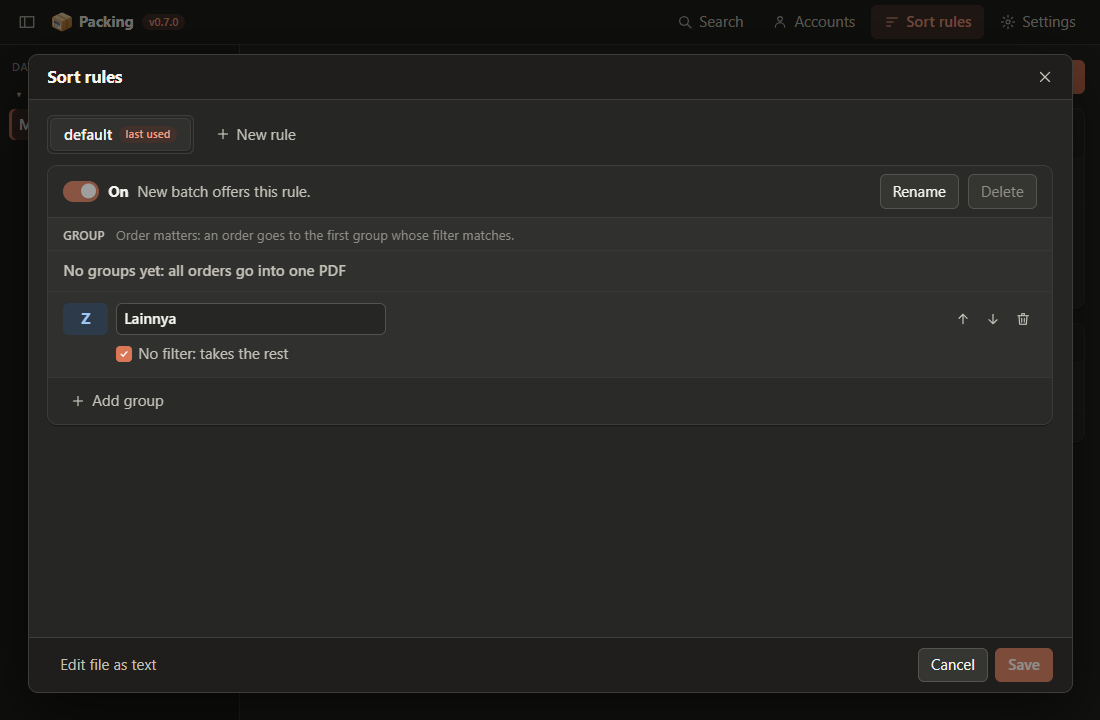 Packing v0.7.0 Search Accounts Sort rules Settings
Sort rules
default last used + New rule
On New batch offers this rule. Rename Delete
GROUP Order matters: an order goes to the first group whose filter matches.
No groups yet: all orders go into one PDF
Z Lainnya
No filter: takes the rest
+ Add group
Edit file as text Cancel Save